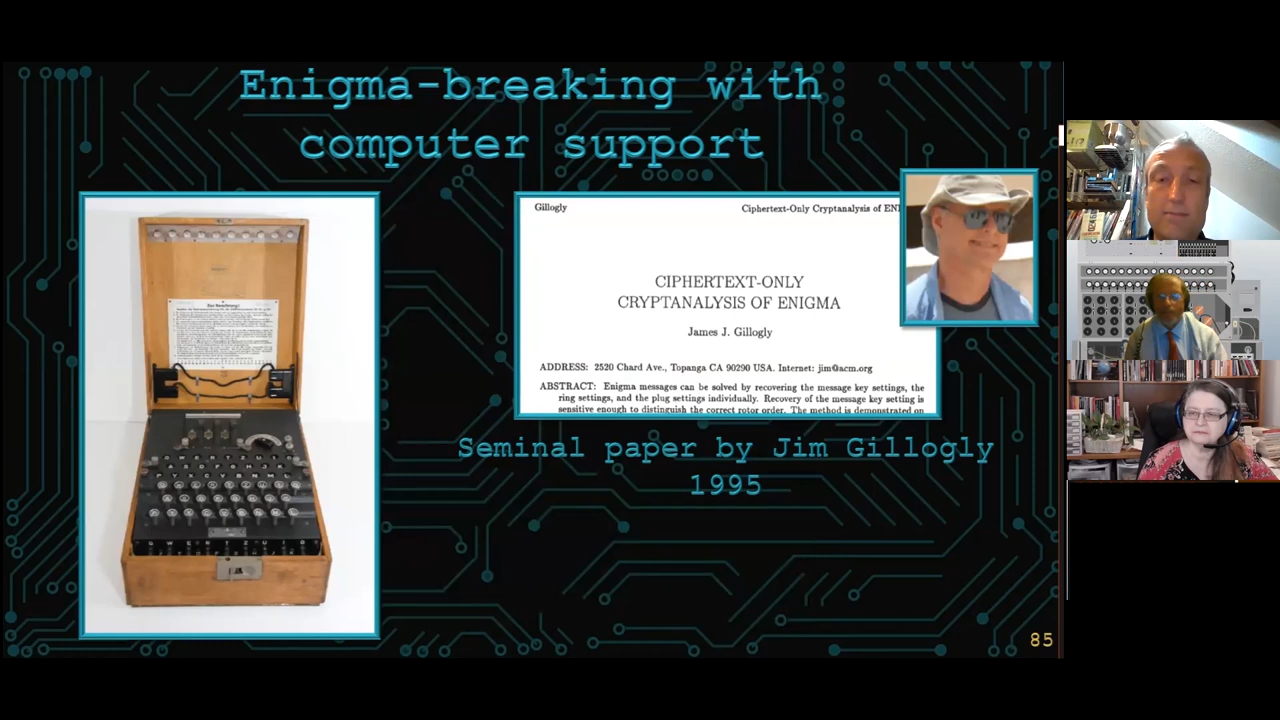 Enigma-breaking with
computer support
Gillogly
Ciphertext-Only Cryptanalysis of
CIPHERTEXT-ONLY
CRYPTANALYSIS OF ENIGMA
James J. Gillogly
ADDRESS: 2520 Chard Ave., Topanga CA 90290 USA. Internet: jim@acm.org
ABSTRACT: Enigma messages can be solved by recovering the message key settings, the
ring settings, and the plug settings individually. Recovery of the message key setting is
sensitive enough to distinguish the correct rotor order. The method is demonstrated on
Seminal paper by Jim Gillogly
1995
85